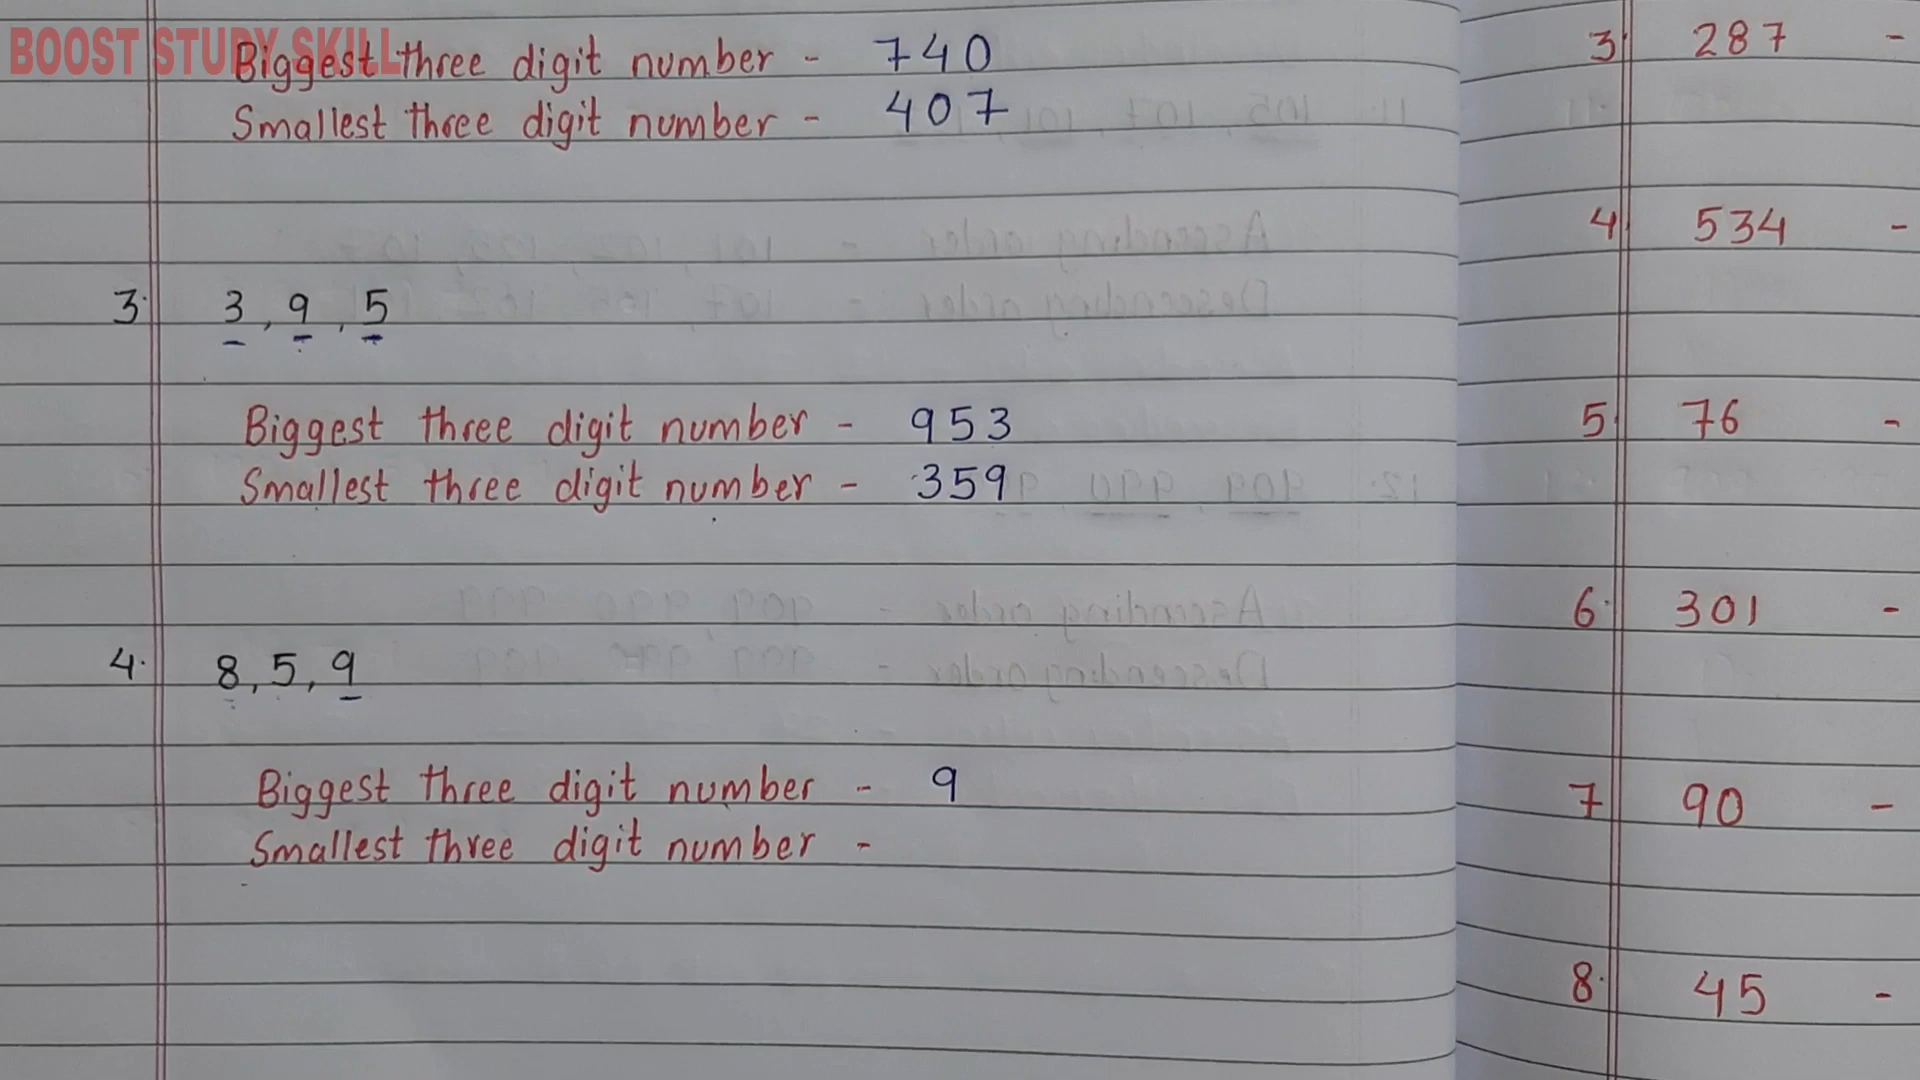 BOOST STUDY SKILL
Biggest three digit number - 740
Smallest three digit number - 407
3. 3, 9, 5
Biggest three digit number - 953
Smallest three digit number - 359
4. 8, 5, 9
Biggest three digit number - 9
Smallest three digit number -
3 287 -
4 534 -
5 76 -
6. 301 -
7 90 -
8. 45 -